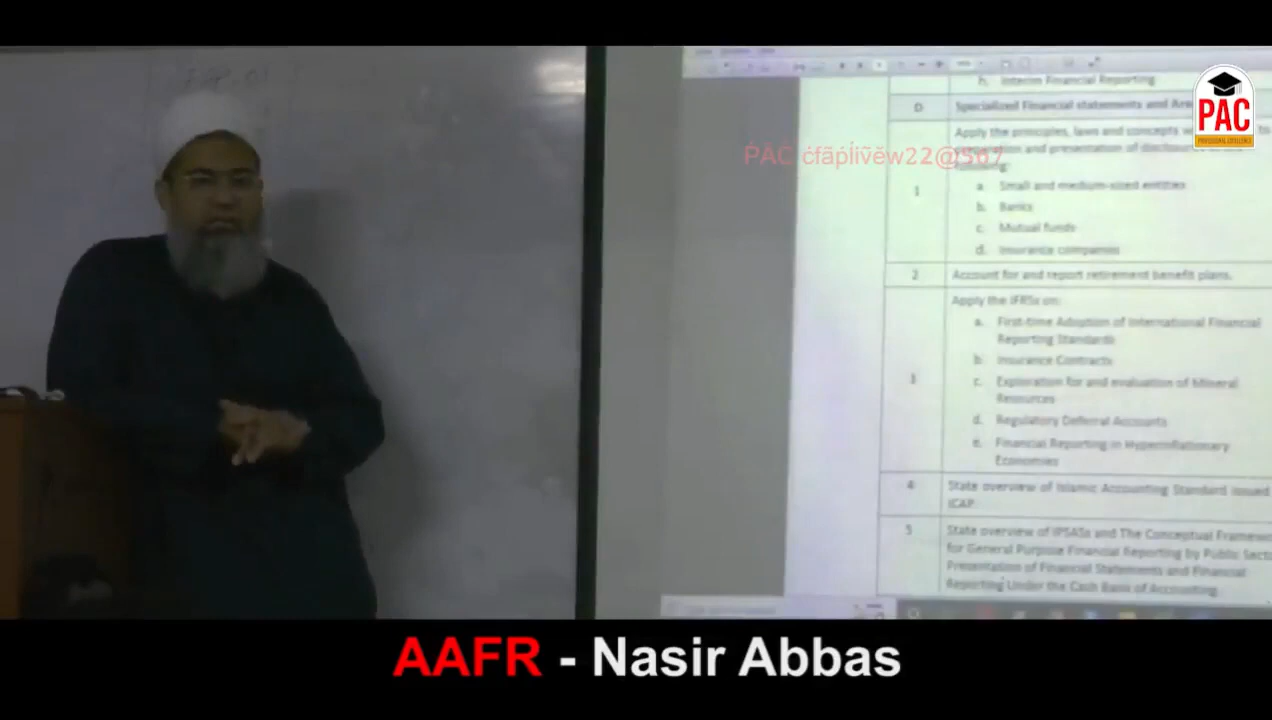 h. Interim Financial Reporting
D Specialized Financial statements and
Apply the principles, laws and concepts
and presentation of
PAC
1
a. Small and medium-sized entities
b. Banks
c. Mutual funds
d. Insurance companies
2 Account for and report retirement benefit plans.
Apply the IFRSs on:
a. First-time Adoption of International Financial
Reporting Standards
b. Insurance Contracts
3
c. Exploration for and evaluation of Mineral
Resources
d. Regulatory Deferral Accounts
e. Financial Reporting in Hyperinflationary
Economies
4 State overview of Islamic Accounting Standard issued
ICAP
5 State overview of IPSASs and The Conceptual Framew
for General Purpose Financial Reporting by Public Secto
Presentation of Financial Statements and Financial
Reporting Under the Cash Basis of Accounting
AAFR - Nasir Abbas